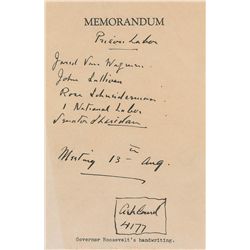 MEMORANDUM
Prison Labor
Jared Van Wagenen
John Sullivan
Rose Schneiderman
1 National Labor
Senator Sheridan
Meeting 13th Aug.
Ashland
4177
Governor Roosevelt's handwriting.